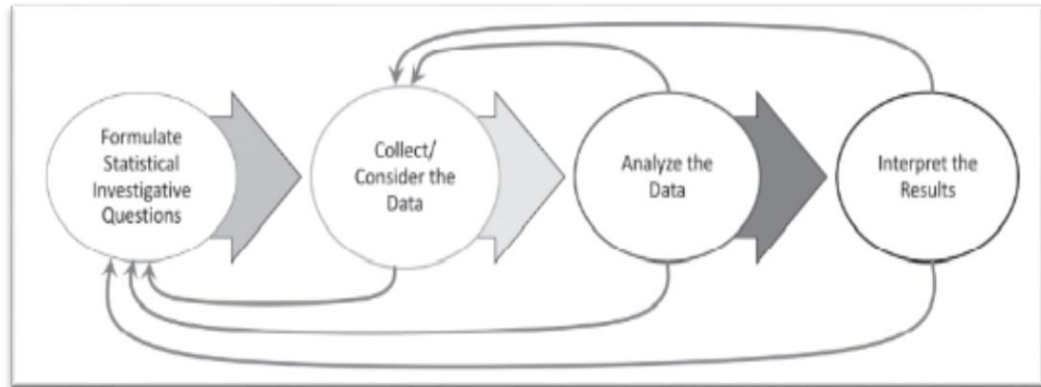 Formulate
Statistical
Investigative
Questions
Collect/
Consider the
Data
Analyze the
Data
Interpret the
Results